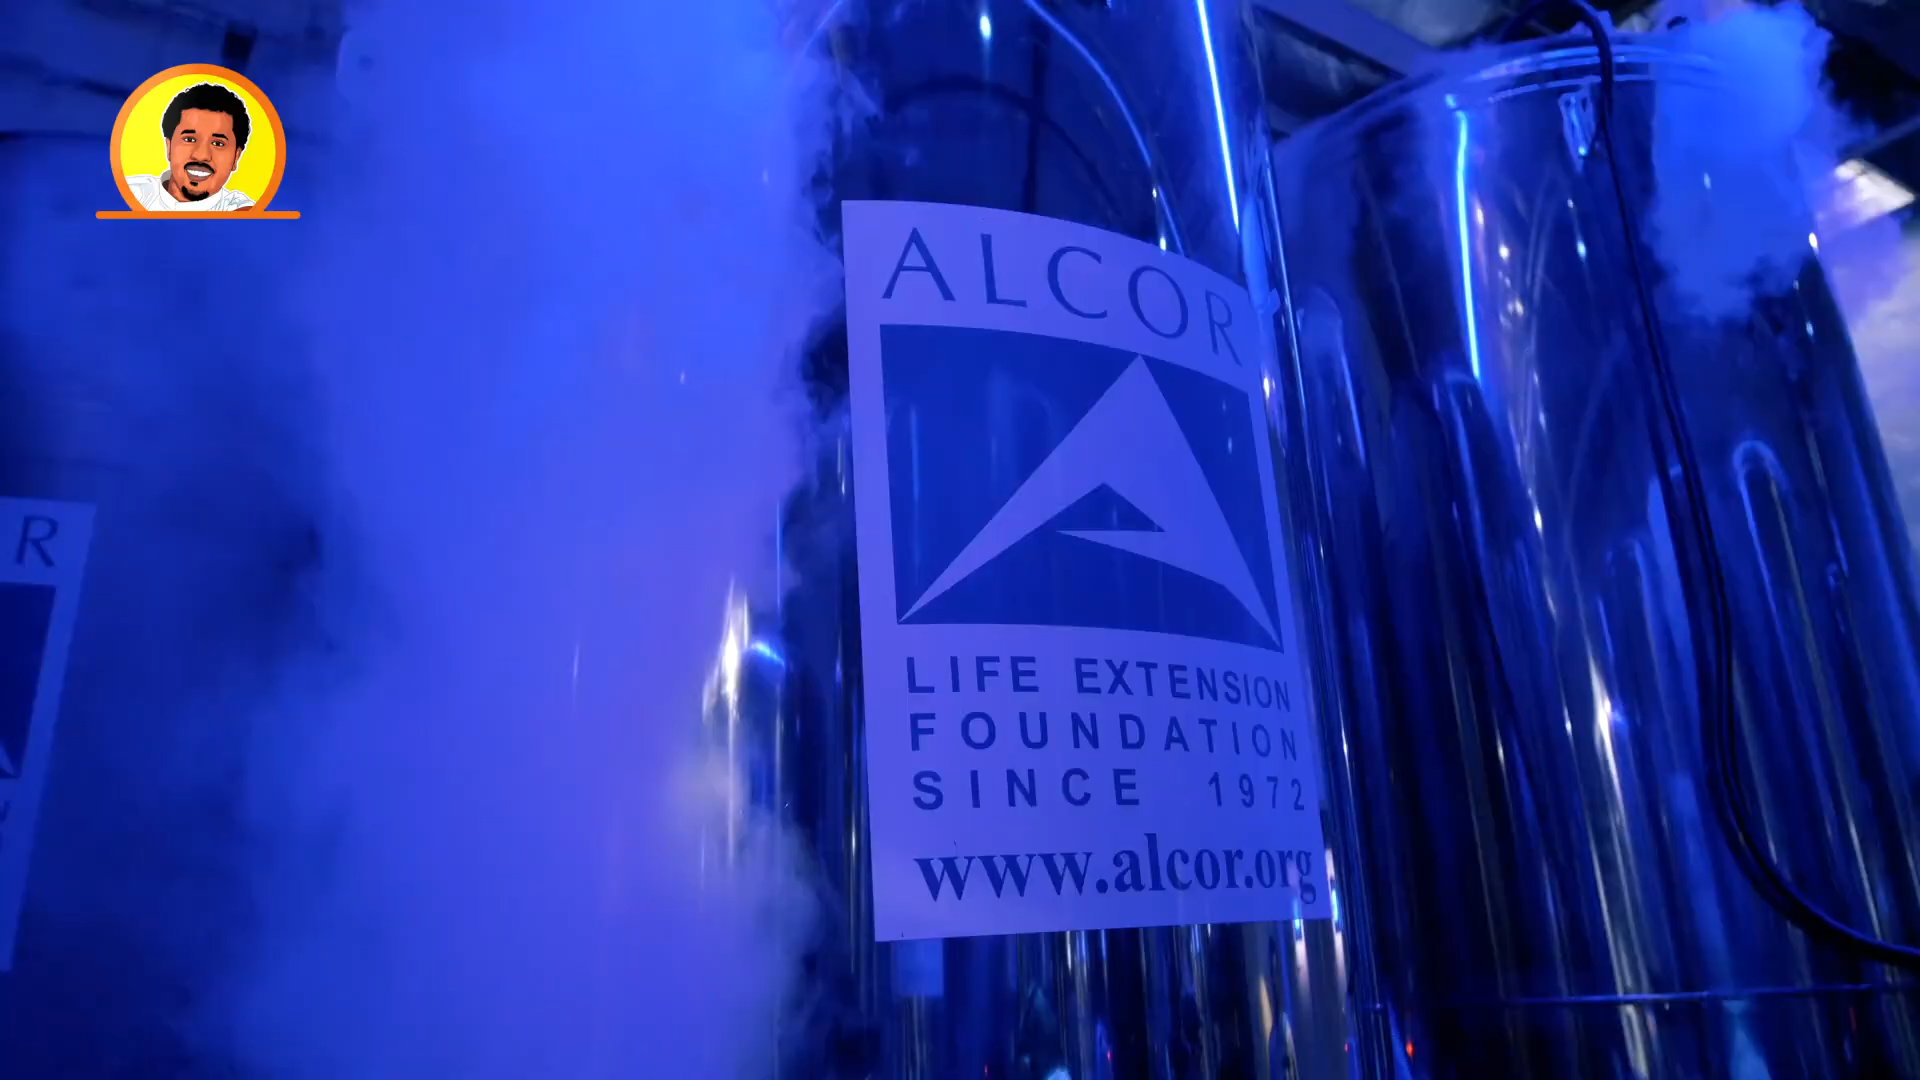 ALCOR
LIFE EXTENSION
FOUNDATION
SINCE 1972
www.alcor.org
R